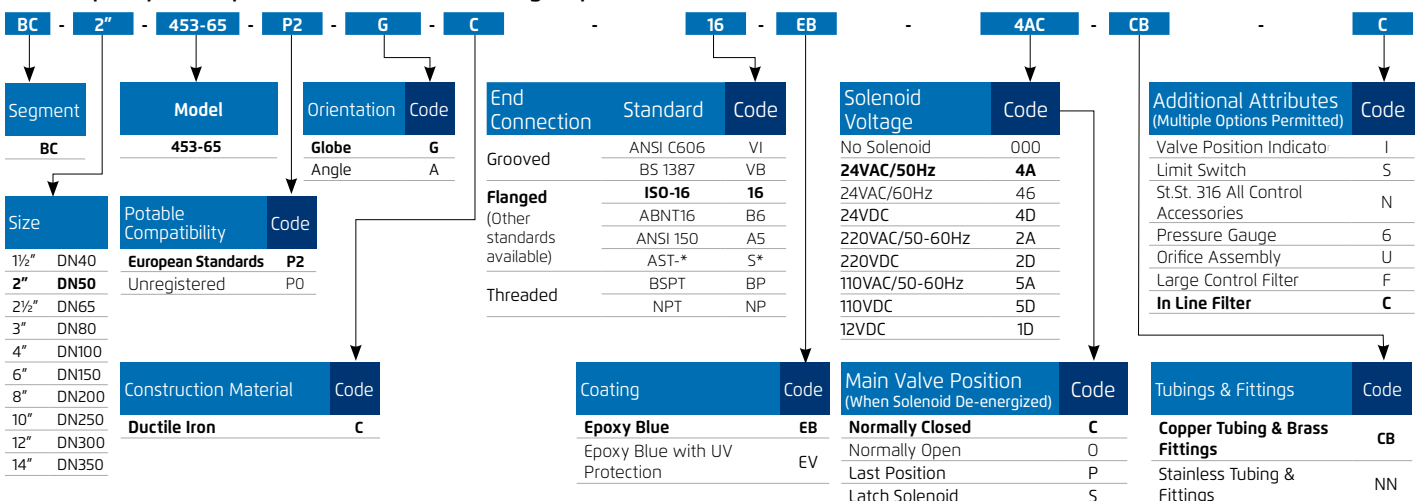 BC - 2" - 453-65 - P2 - G - C - 16 - EB - 4AC - CB - C
Segment
BC
Model
453-65
Orientation Code
Globe G
Angle A
Size
1½" DN40
2" DN50
2½" DN65
3" DN80
4" DN100
6" DN150
8" DN200
10" DN250
12" DN300
14" DN350
Potable
Compatibility Code
European Standards P2
Unregistered P0
Construction Material Code
Ductile Iron C
End
Connection Standard Code
Grooved
ANSI C606 VI
BS 1387 VB
Flanged
(Other
standards
available)
ISO-16 16
ABNT16 B6
ANSI 150 A5
AST-* S*
Threaded
BSPT BP
NPT NP
Coating Code
Epoxy Blue EB
Epoxy Blue with UV
Protection EV
Solenoid
Voltage Code
No Solenoid 000
24VAC/50Hz 4A
24VAC/60Hz 46
24VDC 4D
220VAC/50-60Hz 2A
220VDC 2D
110VAC/50-60Hz 5A
110VDC 5D
12VDC 1D
Main Valve Position
(When Solenoid De-energized) Code
Normally Closed C
Normally Open O
Last Position P
Latch Solenoid S
Additional Attributes
(Multiple Options Permitted) Code
Valve Position Indicato I
Limit Switch S
St.St. 316 All Control
Accessories N
Pressure Gauge 6
Orifice Assembly U
Large Control Filter F
In Line Filter C
Tubings & Fittings Code
Copper Tubing & Brass
Fittings CB
Stainless Tubing &
Fittings NN